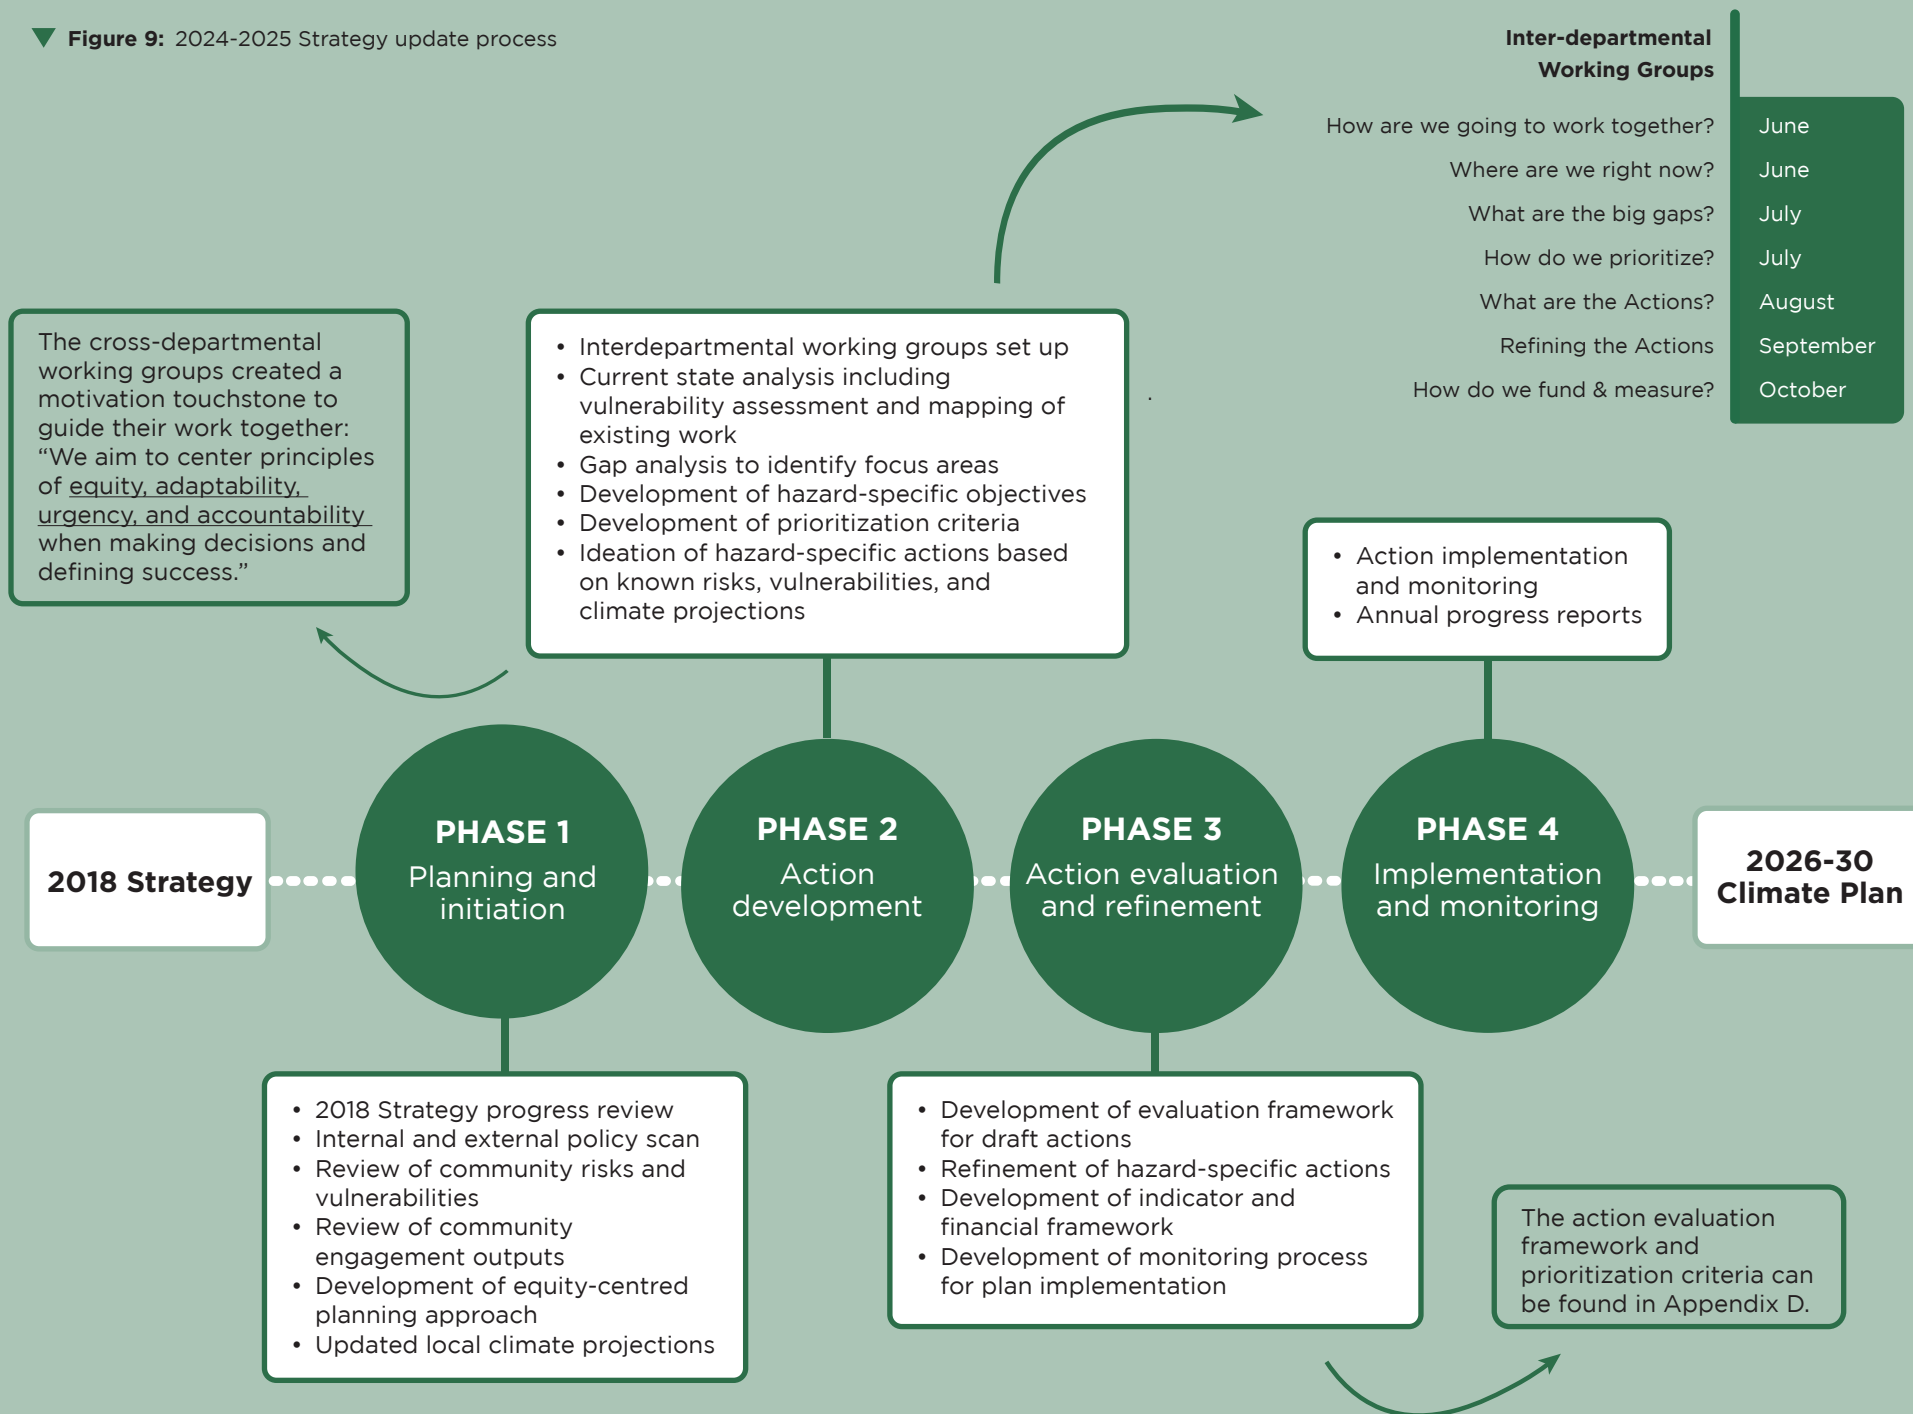 Figure 9: 2024-2025 Strategy update process
Inter-departmental
Working Groups
How are we going to work together? June
Where are we right now? June
What are the big gaps? July
How do we prioritize? July
What are the Actions? August
Refining the Actions September
How do we fund & measure? October
The cross-departmental
working groups created a
motivation touchstone to
guide their work together:
“We aim to center principles
of equity, adaptability,
urgency, and accountability
when making decisions and
defining success.”
• Interdepartmental working groups set up
• Current state analysis including
vulnerability assessment and mapping of
existing work
• Gap analysis to identify focus areas
• Development of hazard-specific objectives
• Development of prioritization criteria
• Ideation of hazard-specific actions based
on known risks, vulnerabilities, and
climate projections
• Action implementation
and monitoring
• Annual progress reports
2018 Strategy
PHASE 1
Planning and
initiation
PHASE 2
Action
development
PHASE 3
Action evaluation
and refinement
PHASE 4
Implementation
and monitoring
2026-30
Climate Plan
• 2018 Strategy progress review
• Internal and external policy scan
• Review of community risks and
vulnerabilities
• Review of community
engagement outputs
• Development of equity-centred
planning approach
• Updated local climate projections
• Development of evaluation framework
for draft actions
• Refinement of hazard-specific actions
• Development of indicator and
financial framework
• Development of monitoring process
for plan implementation
The action evaluation
framework and
prioritization criteria can
be found in Appendix D.